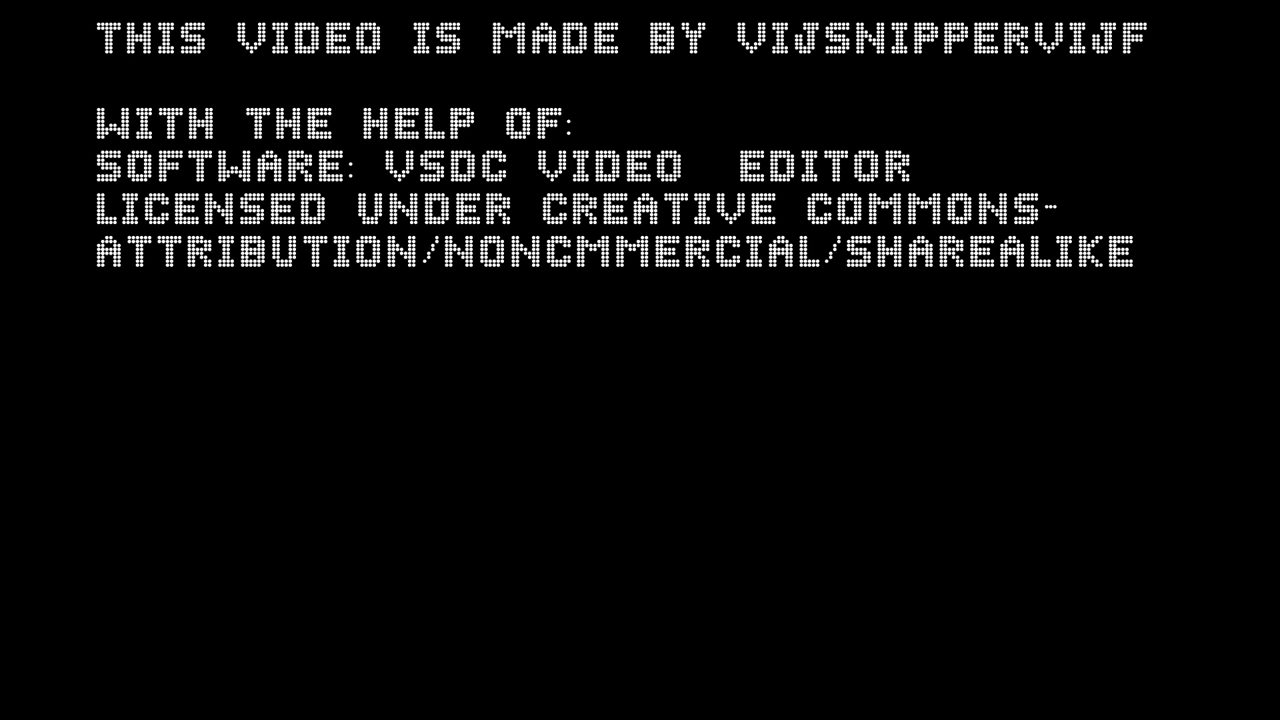 THIS VIDEO IS MADE BY VIJSNIPPERVIJF
WITH THE HELP OF:
SOFTWARE: VSDC VIDEO  EDITOR
LICENSED UNDER CREATIVE COMMONS-
ATTRIBUTION/NONCMMERCIAL/SHAREALIKE